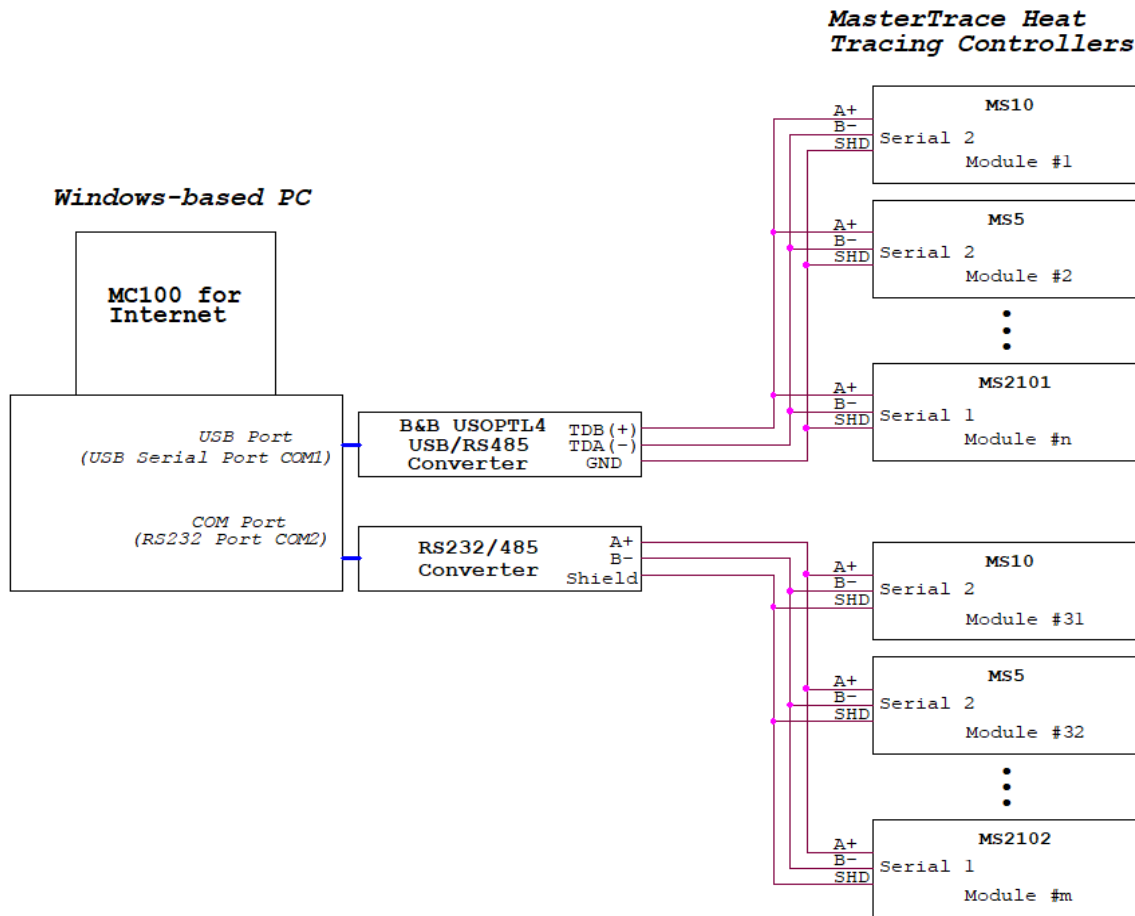 MasterTrace Heat
Tracing Controllers
Windows-based PC
MC100 for
Internet
USB Port
(USB Serial Port COM1)
COM Port
(RS232 Port COM2)
B&B USOPTL4
USB/RS485
Converter
TDB(+)
TDA(-)
GND
RS232/485
Converter
A+
B-
Shield
A+
B-
SHD
MS10
Serial 2
Module #1
A+
B-
SHD
MS5
Serial 2
Module #2
A+
B-
SHD
MS2101
Serial 1
Module #n
A+
B-
SHD
MS10
Serial 2
Module #31
A+
B-
SHD
MS5
Serial 2
Module #32
A+
B-
SHD
MS2102
Serial 1
Module #m